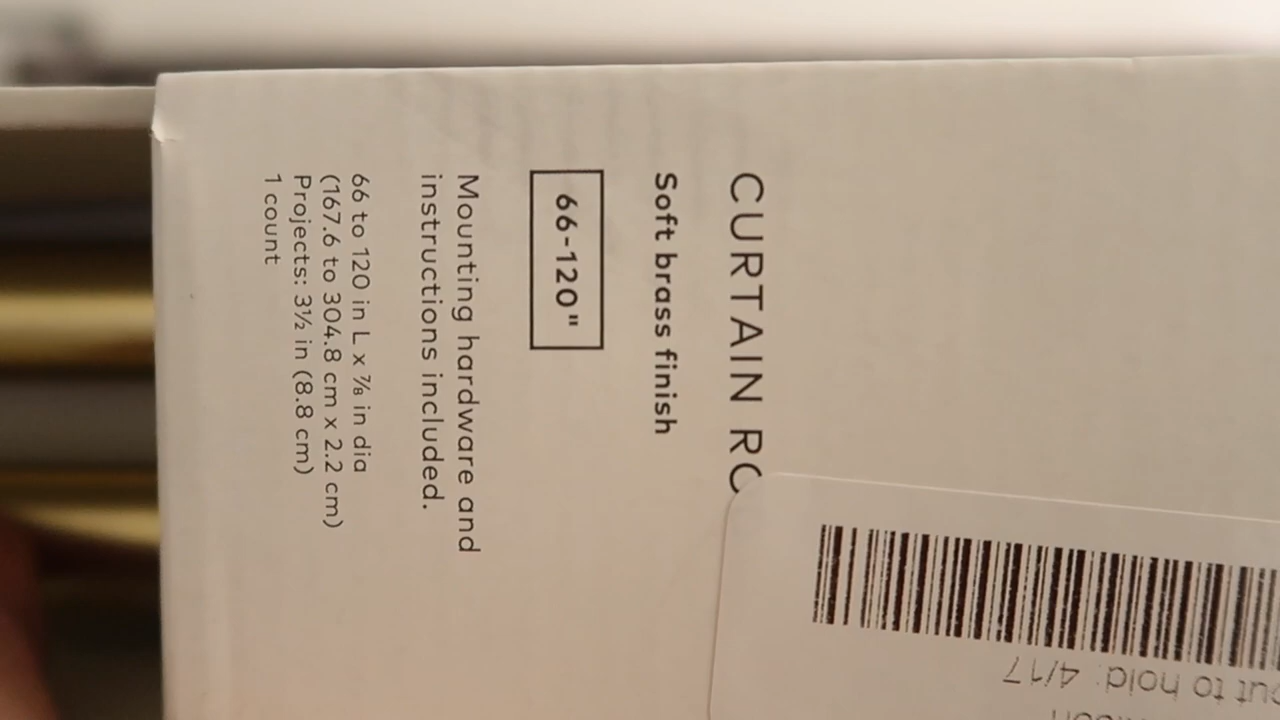 CURTAIN
Soft brass finish
66-120"
Mounting hardware and
instructions included.
66 to 120 in L x ⅞ in dia
(167.6 to 304.8 cm x 2.2 cm)
Projects: 3½ in (8.8 cm)
1 count
to hold: 4/17